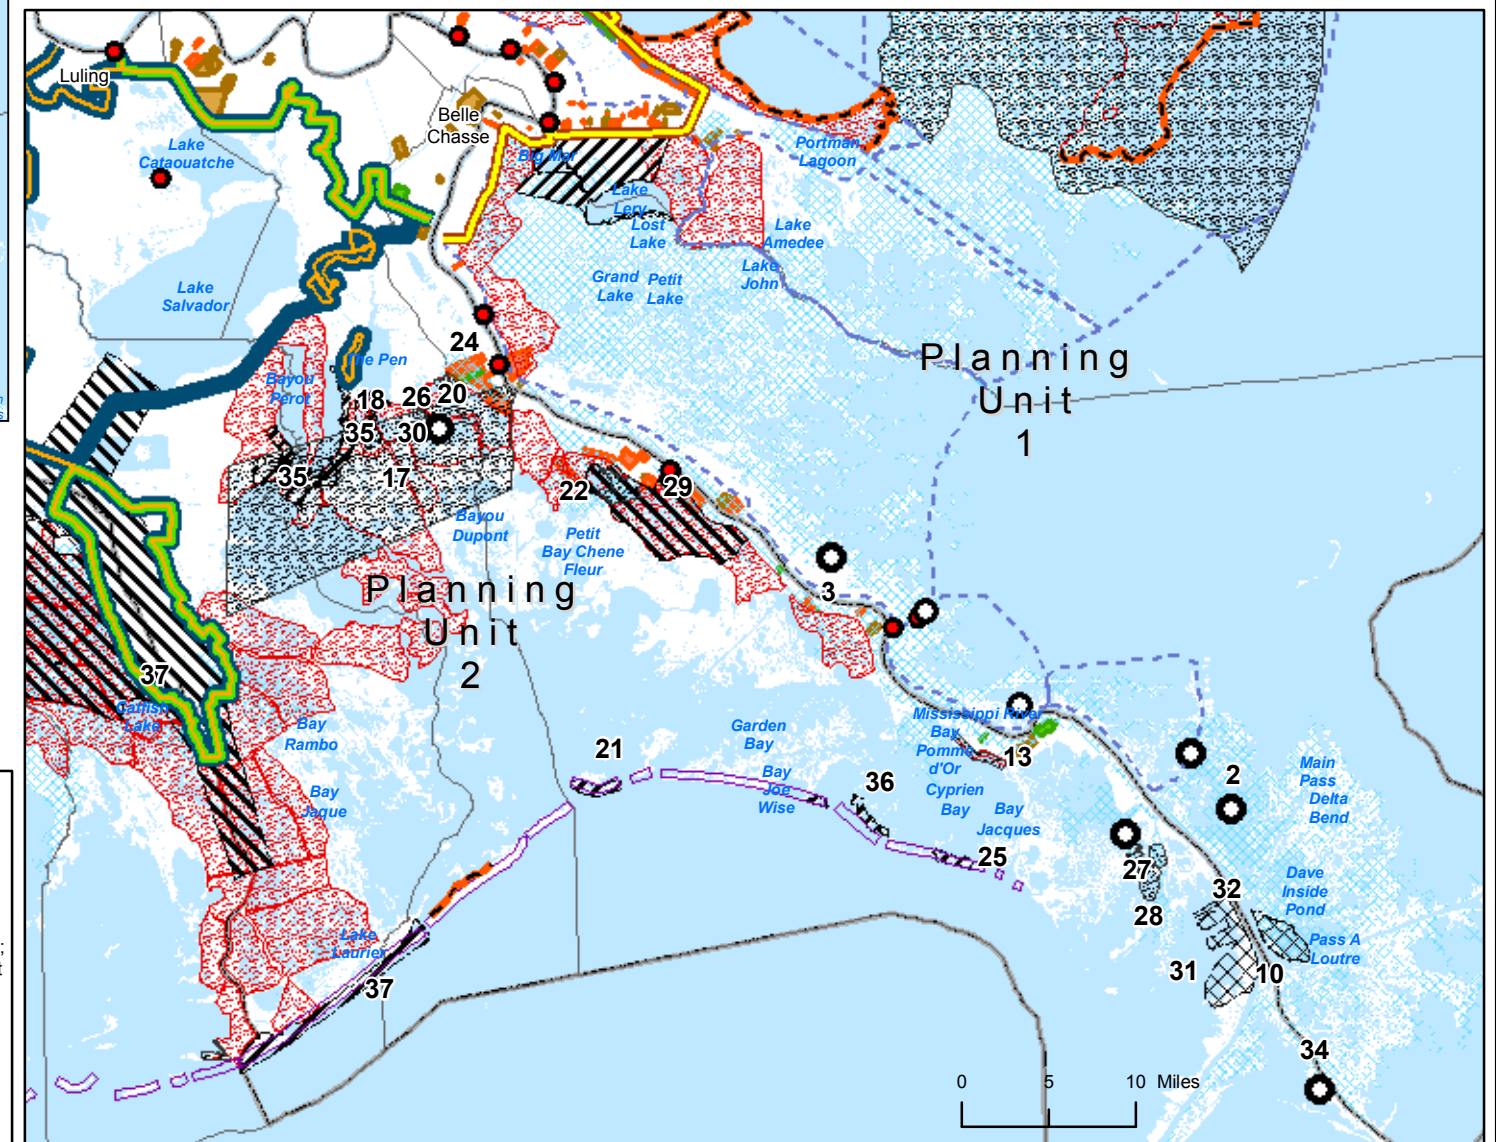 Luling
Belle
Chasse
Lake
Cataouatche
Big Mar
Portman
Lagoon
Lake
Lery
Lost
Lake
Lake
Amedee
Lake
John
Grand
Lake
Petit
Lake
Lake
Salvador
24
The Pen
Planning
Unit
1
Bayou
Perot
18
26
20
35
30
35
17
22
29
Bayou
Dupont
Petit
Bay Chene
Fleur
3
Planning
Unit
2
37
Catfish
Lake
Bay
Rambo
Garden
Bay
Mississippi River
Bay
Pomme
d'Or
13
21
Bay
Joe
Wise
36
Cyprien
Bay
Bay
Jacques
2
Main
Pass
Delta
Bend
Bay
Jaque
25
27
28
32
Dave
Inside
Pond
Lake
Laurier
31
10
Pass A
Loutre
37
34
0 5 10 Miles